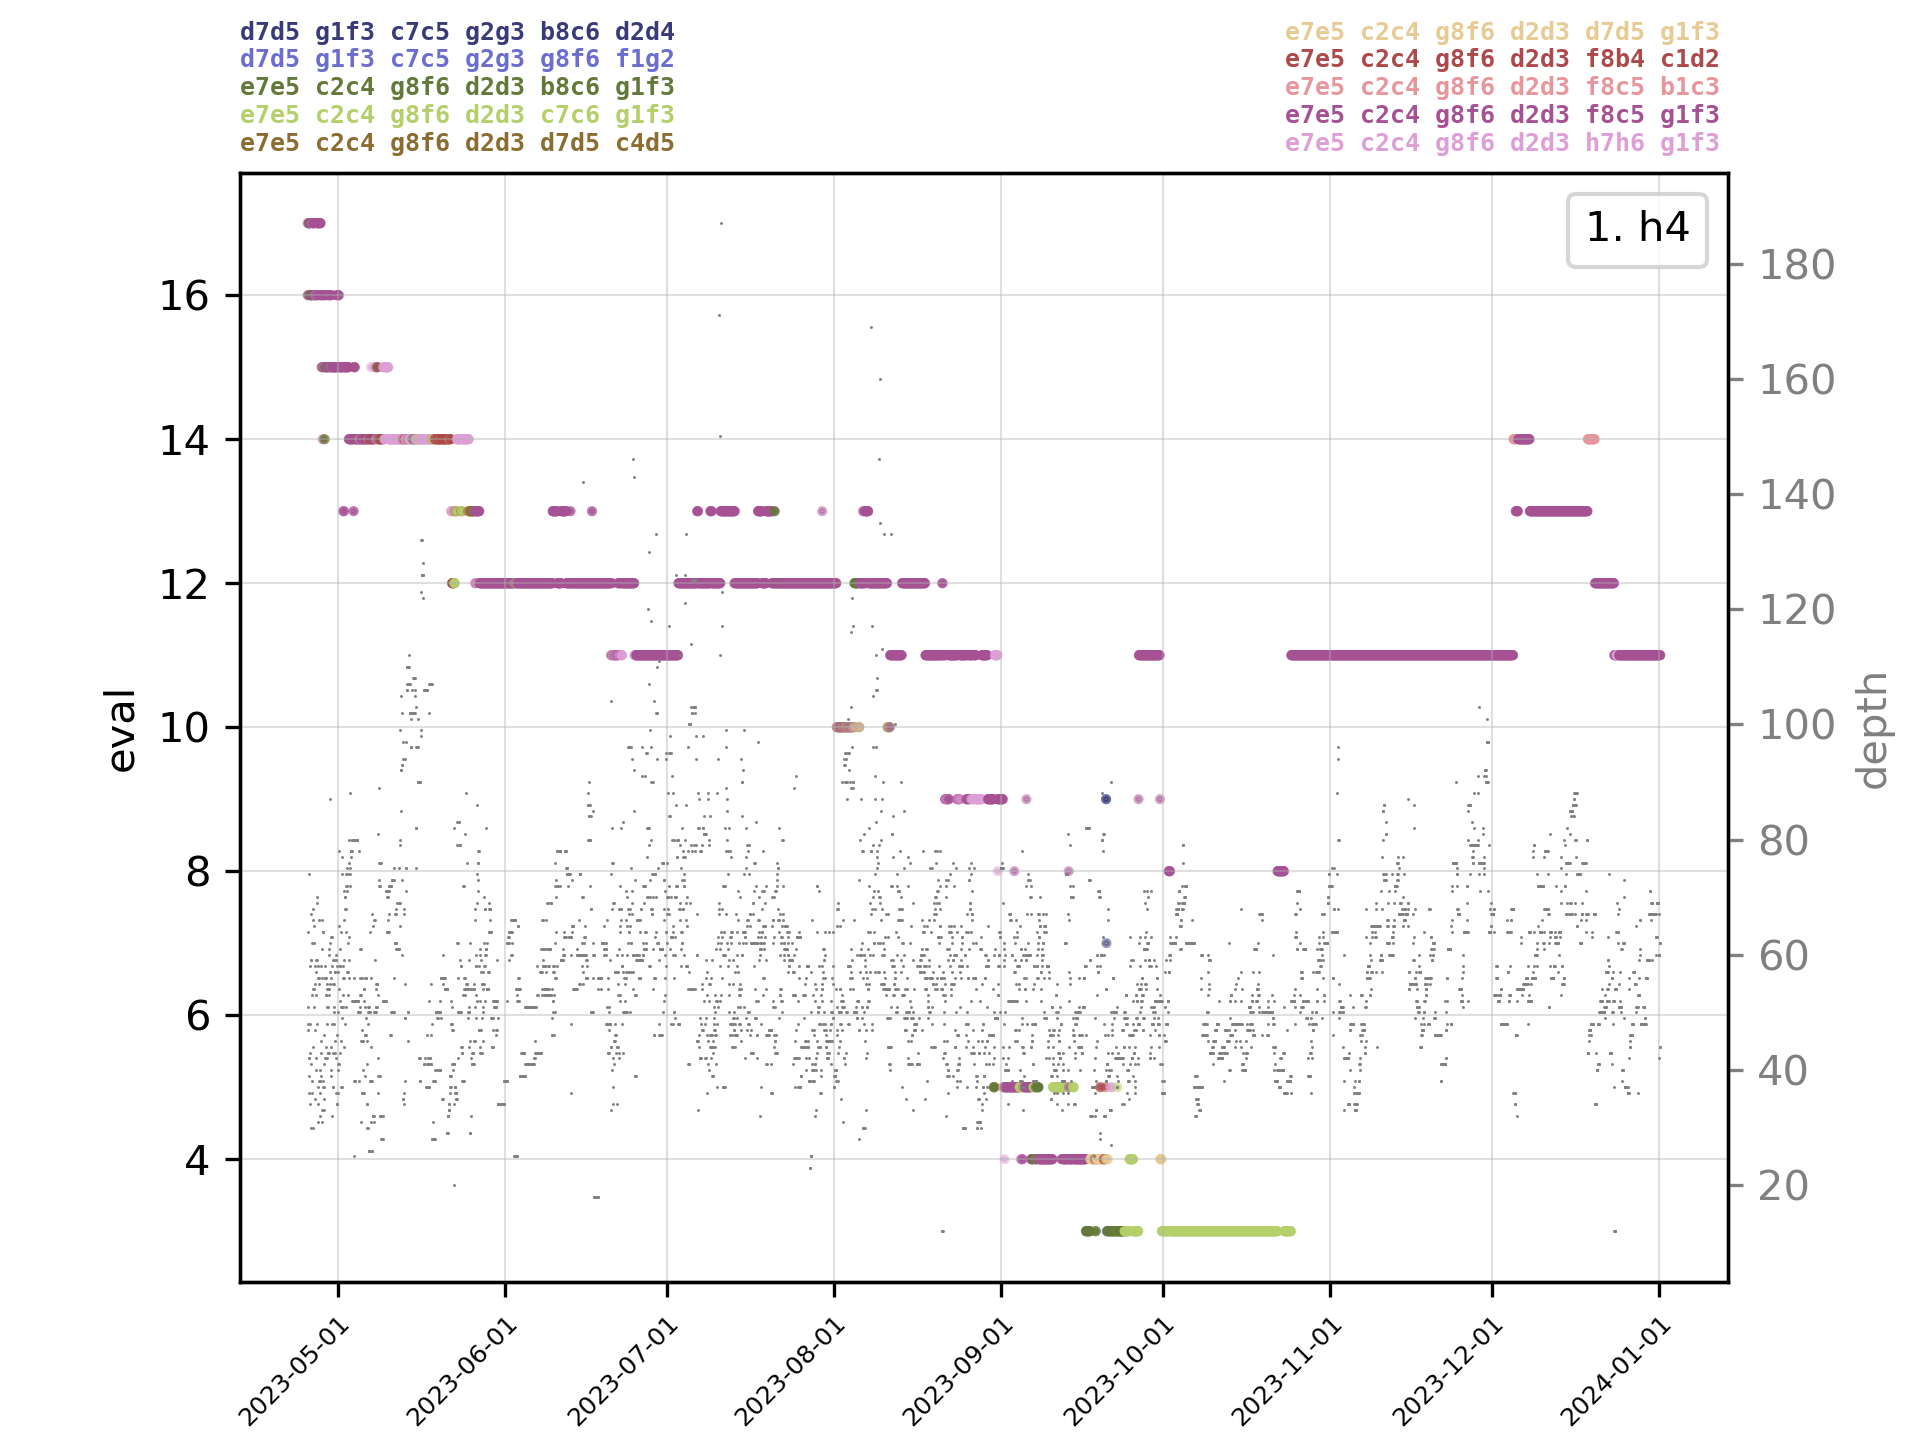 d7d5 g1f3 c7c5 g2g3 b8c6 d2d4
d7d5 g1f3 c7c5 g2g3 g8f6 f1g2
e7e5 c2c4 g8f6 d2d3 b8c6 g1f3
e7e5 c2c4 g8f6 d2d3 c7c6 g1f3
e7e5 c2c4 g8f6 d2d3 d7d5 c4d5
e7e5 c2c4 g8f6 d2d3 d7d5 g1f3
e7e5 c2c4 g8f6 d2d3 f8b4 c1d2
e7e5 c2c4 g8f6 d2d3 f8c5 b1c3
e7e5 c2c4 g8f6 d2d3 f8c5 g1f3
e7e5 c2c4 g8f6 d2d3 h7h6 g1f3
1. h4
16
14
12
10
8
6
4
eval
180
160
140
120
100
80
60
40
20
depth
2023-05-01
2023-06-01
2023-07-01
2023-08-01
2023-09-01
2023-10-01
2023-11-01
2023-12-01
2024-01-01